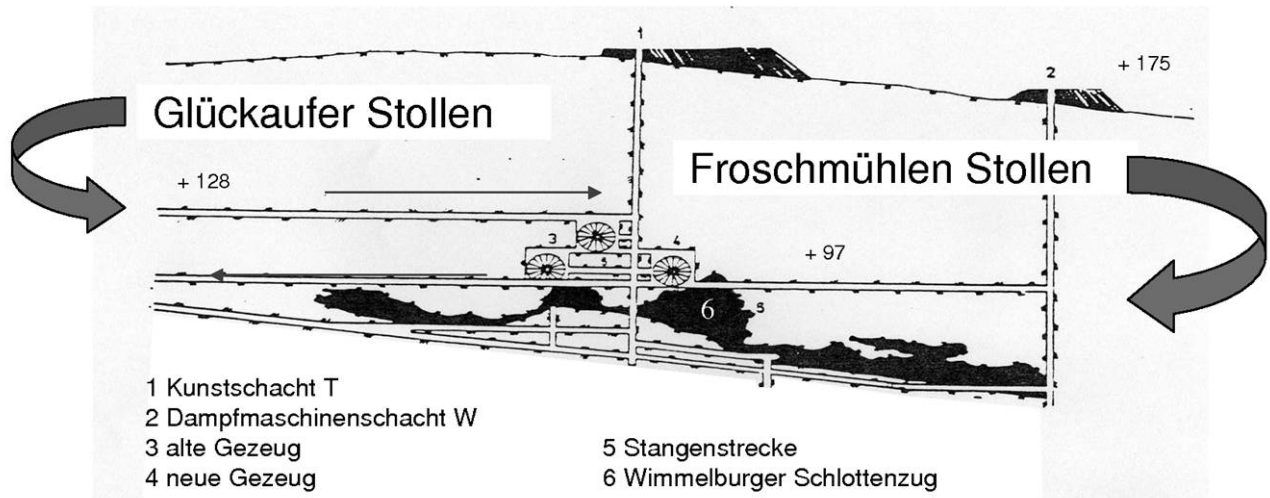 1
2
+ 175
Glückaufer Stollen
Froschmühlen Stollen
+ 128
3
4
5
+ 97
6
5
1 Kunstschacht T
2 Dampfmaschinenschacht W
3 alte Gezeug
4 neue Gezeug
5 Stangenstrecke
6 Wimmelburger Schlottenzug